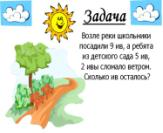 Задача
Возле реки школьники
посадили 9 ив, а ребята
из детского сада 5 ив,
2 ивы сломало ветром.
Сколько ив осталось?